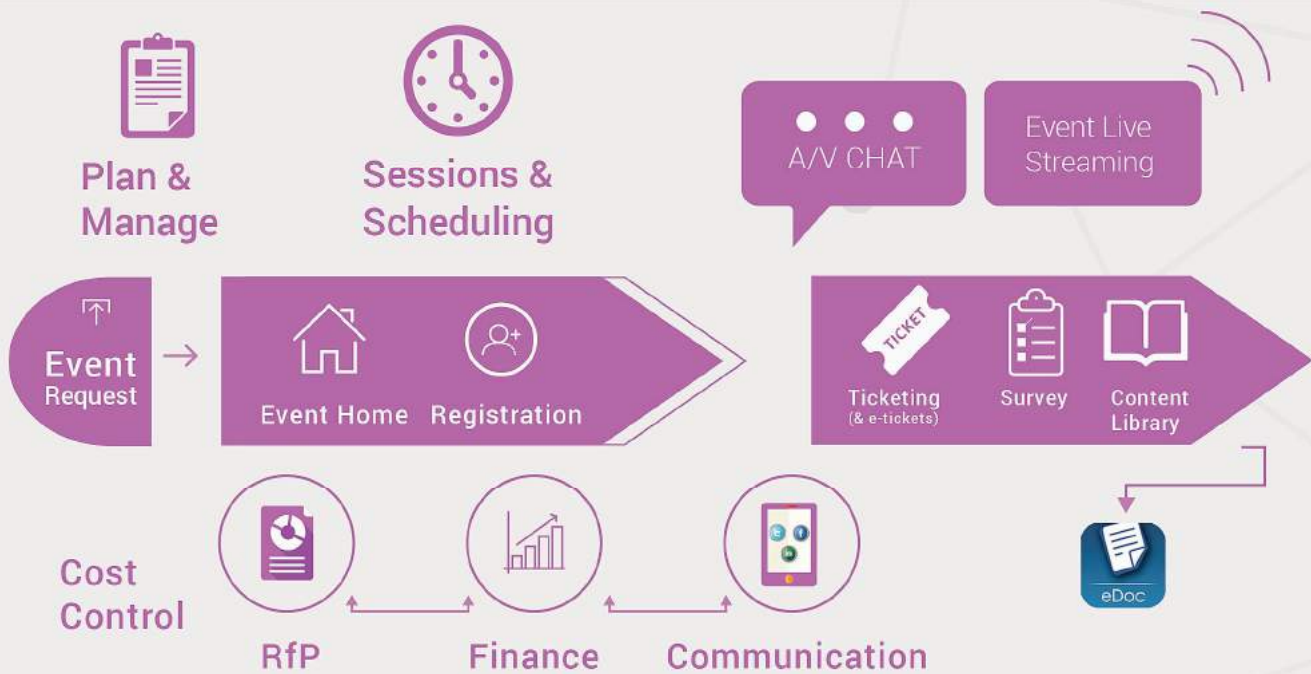 Plan &
Manage
Sessions &
Scheduling
A/V CHAT
Event Live
Streaming
Event
Request
Event Home
Registration
TICKET
Ticketing
(& e-tickets)
Survey
Content
Library
Cost
Control
RfP
Finance
Communication
t
f
in
eDoc